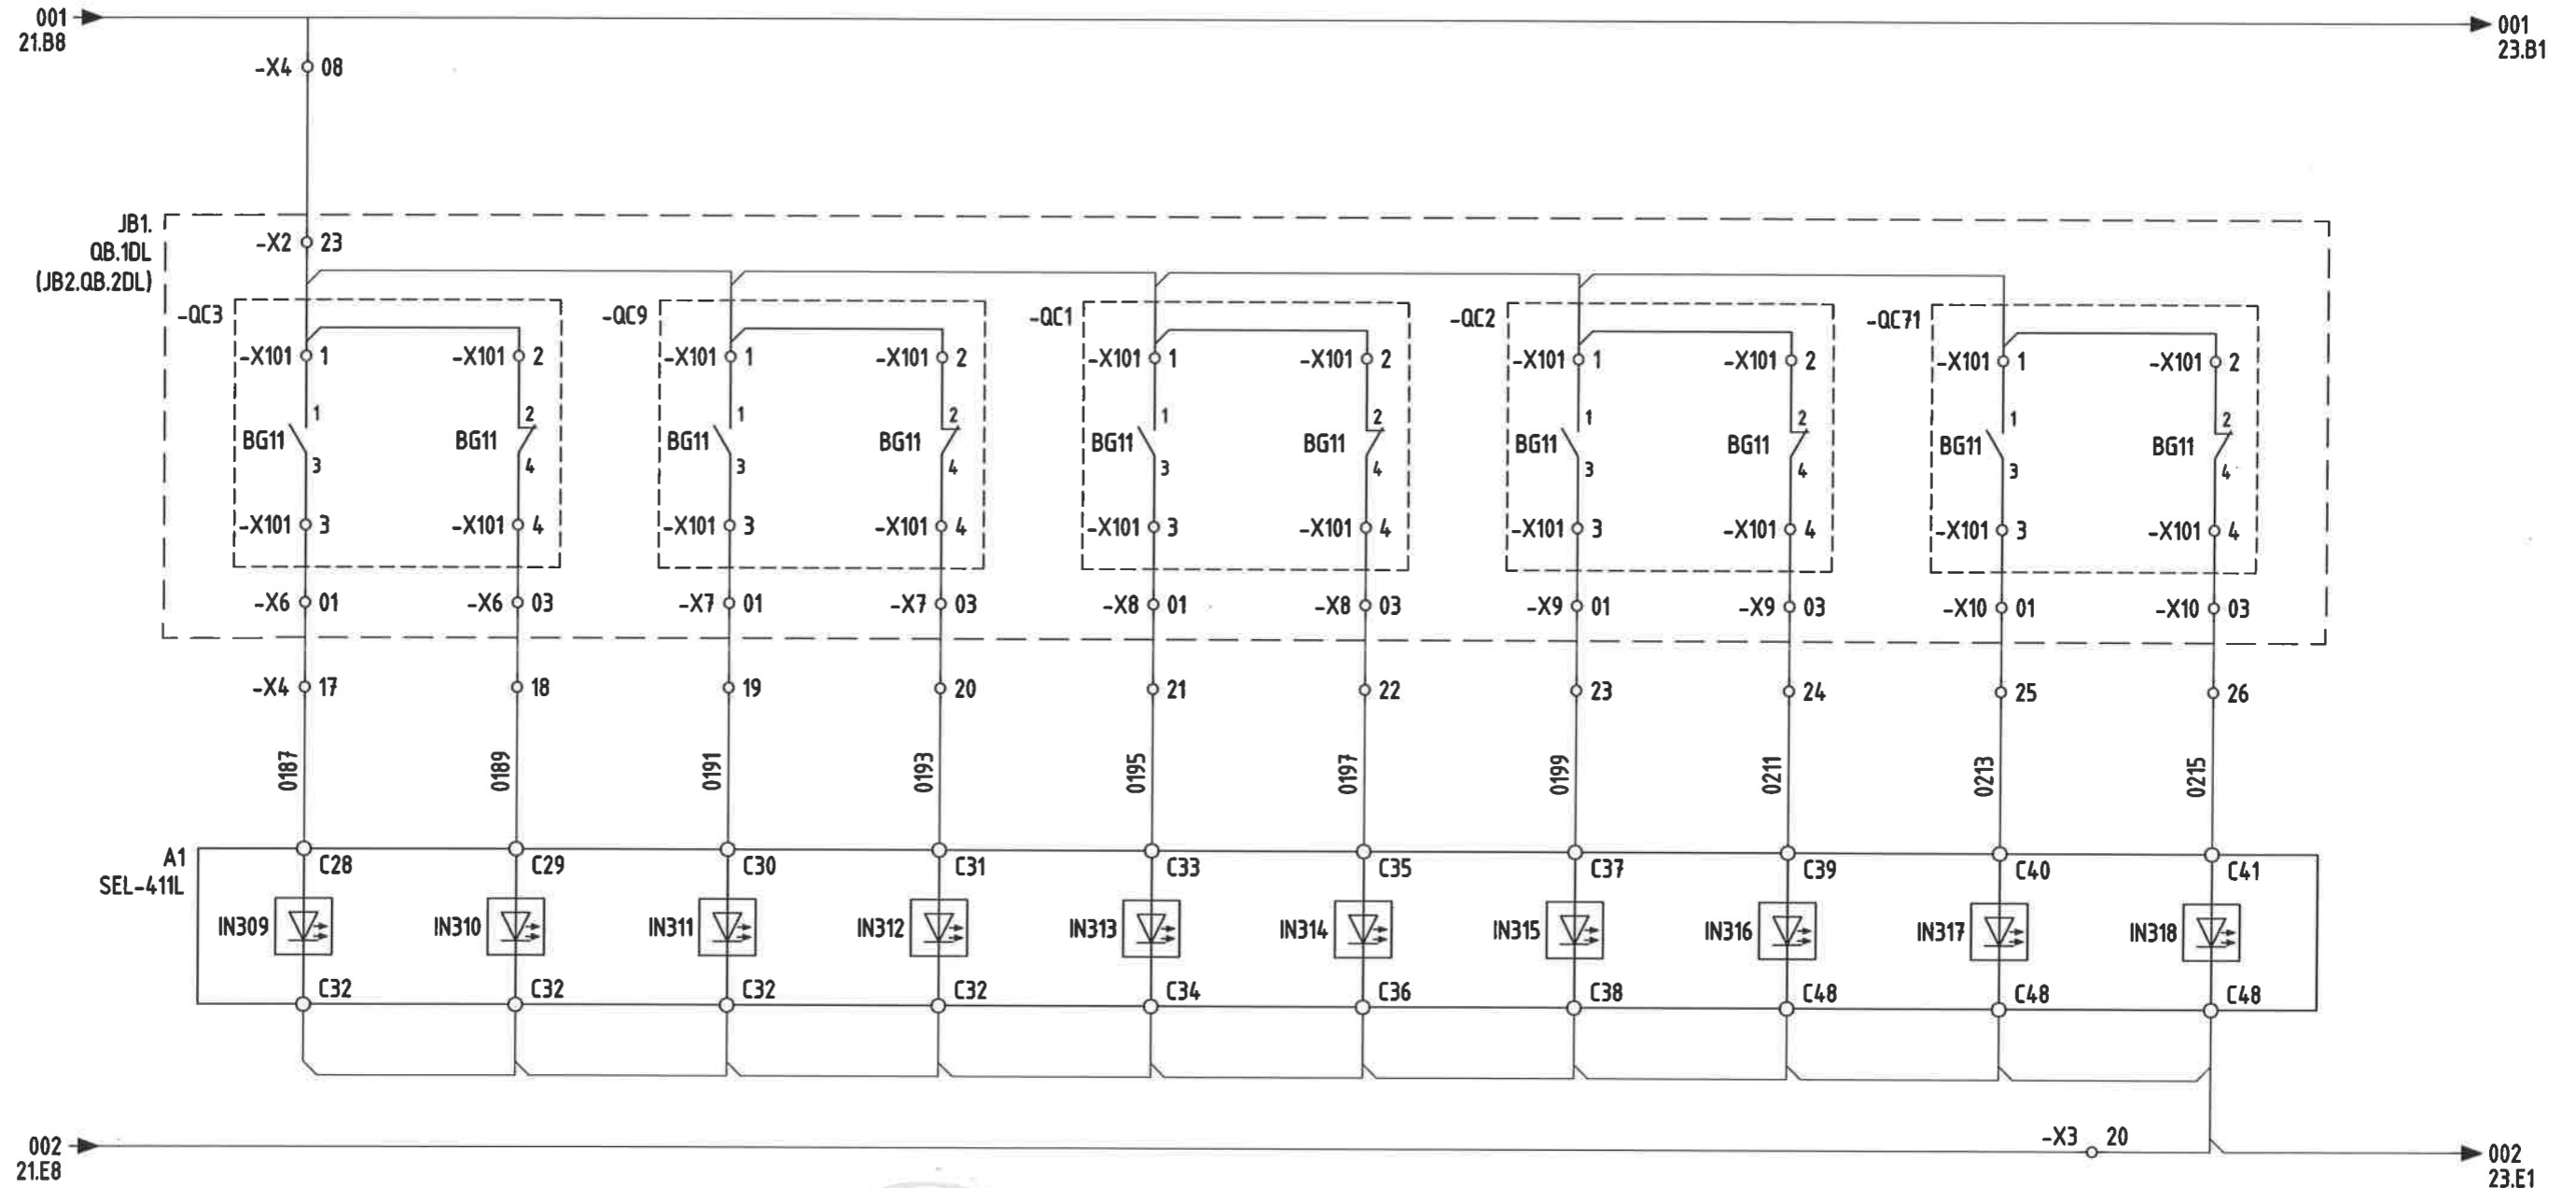 001
21.B8
001
23.B1
-X4 08
JB1.
QB.1DL
(JB2.QB.2DL)
-X2 23
-QC3 -QC9 -QC1 -QC2 -QC71
-X101 1 -X101 2 -X101 1 -X101 2 -X101 1 -X101 2 -X101 1 -X101 2 -X101 1 -X101 2
1 2 1 2 1 2 1 2 1 2
BG11 BG11 BG11 BG11 BG11 BG11 BG11 BG11 BG11 BG11
3 4 3 4 3 4 3 4 3 4
-X101 3 -X101 4 -X101 3 -X101 4 -X101 3 -X101 4 -X101 3 -X101 4 -X101 3 -X101 4
-X6 01 -X6 03 -X7 01 -X7 03 -X8 01 -X8 03 -X9 01 -X9 03 -X10 01 -X10 03
-X4 17 18 19 20 21 22 23 24 25 26
0187 0189 0191 0193 0195 0197 0199 0211 0213 0215
A1
SEL-411L
C28 C29 C30 C31 C33 C35 C37 C39 C40 C41
IN309 IN310 IN311 IN312 IN313 IN314 IN315 IN316 IN317 IN318
C32 C32 C32 C32 C34 C36 C38 C48 C48 C48
-X3 20
002
21.E8
002
23.E1